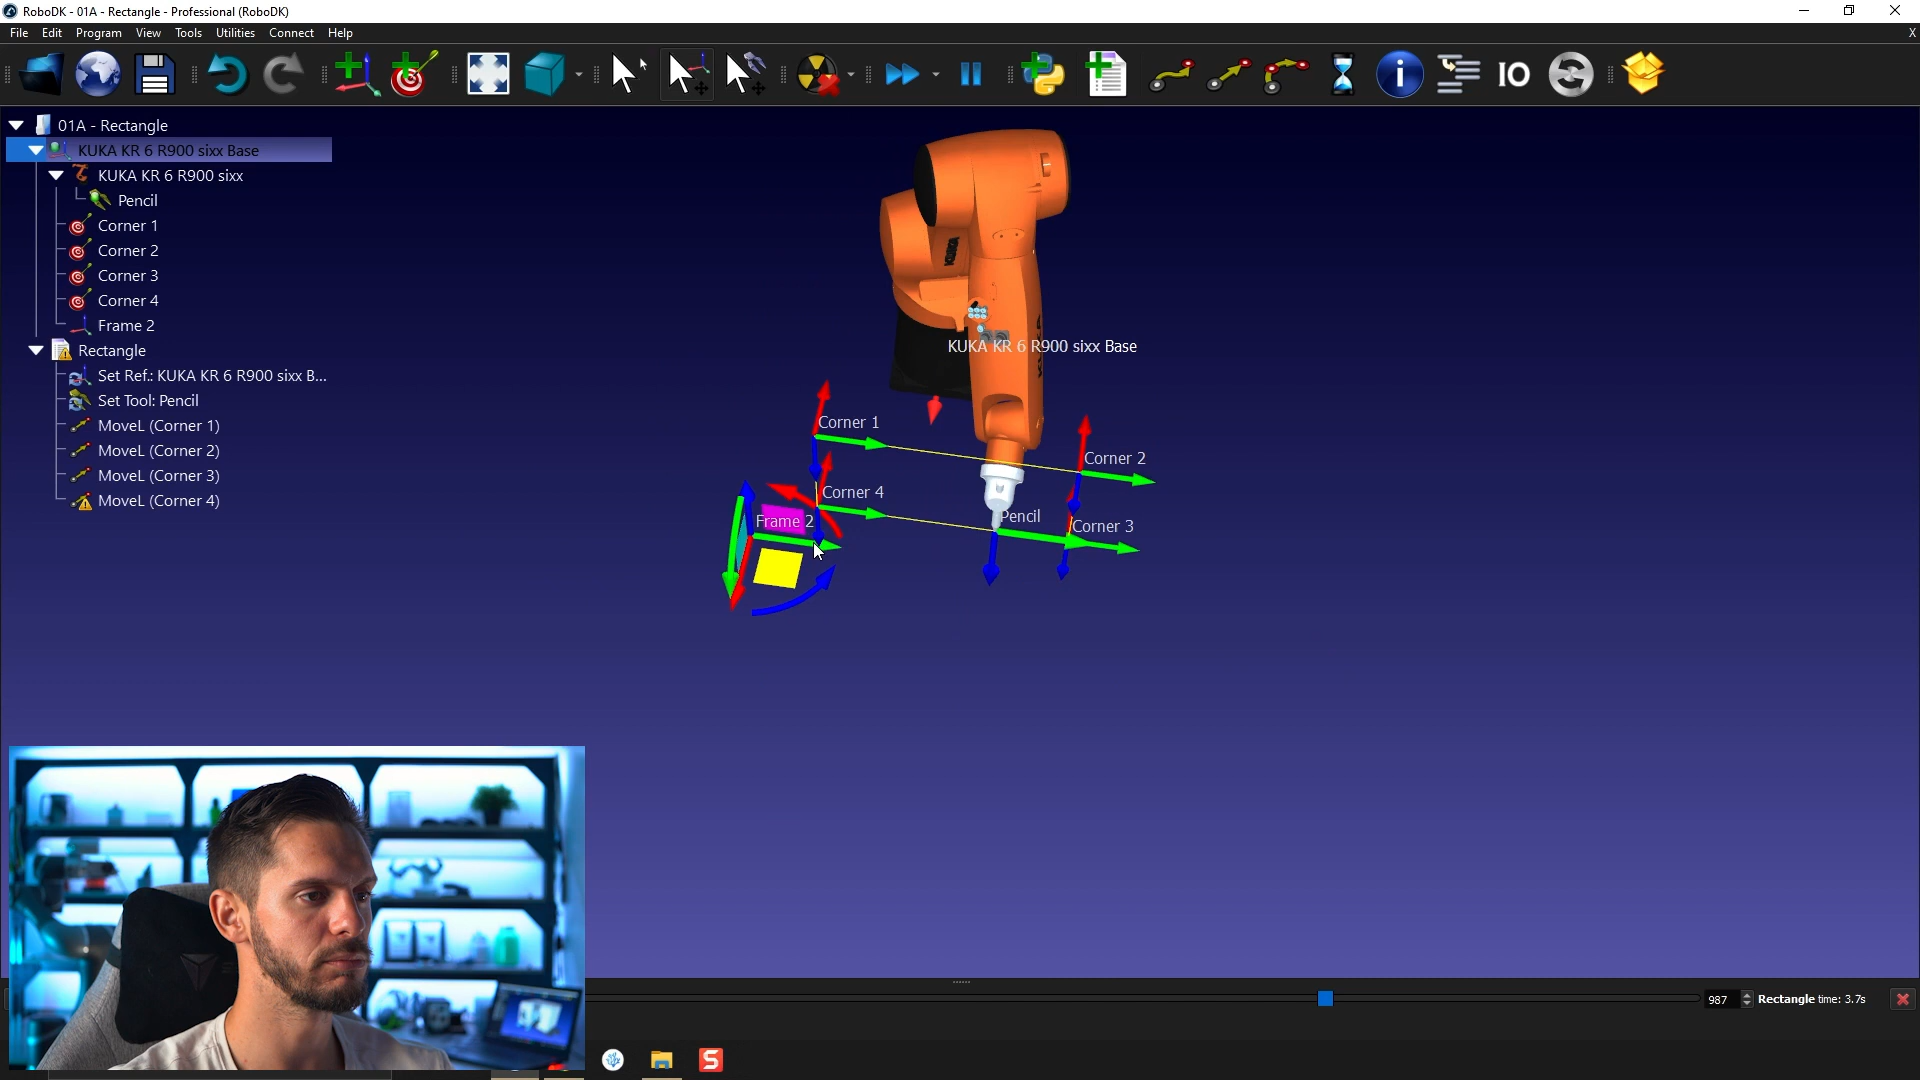 RoboDK - 01A - Rectangle - Professional (RoboDK)
File Edit Program View Tools Utilities Connect Help
X
IO
01A - Rectangle
KUKA KR 6 R900 sixx Base
KUKA KR 6 R900 sixx
Pencil
Corner 1
Corner 2
Corner 3
Corner 4
Frame 2
Rectangle
Set Ref.: KUKA KR 6 R900 sixx B...
Set Tool: Pencil
MoveL (Corner 1)
MoveL (Corner 2)
MoveL (Corner 3)
MoveL (Corner 4)
KUKA
KUKA KR 6 R900 sixx Base
Corner 1
Corner 2
Corner 4
Pencil
Frame 2
Corner 3
987 Rectangle time: 3.7s